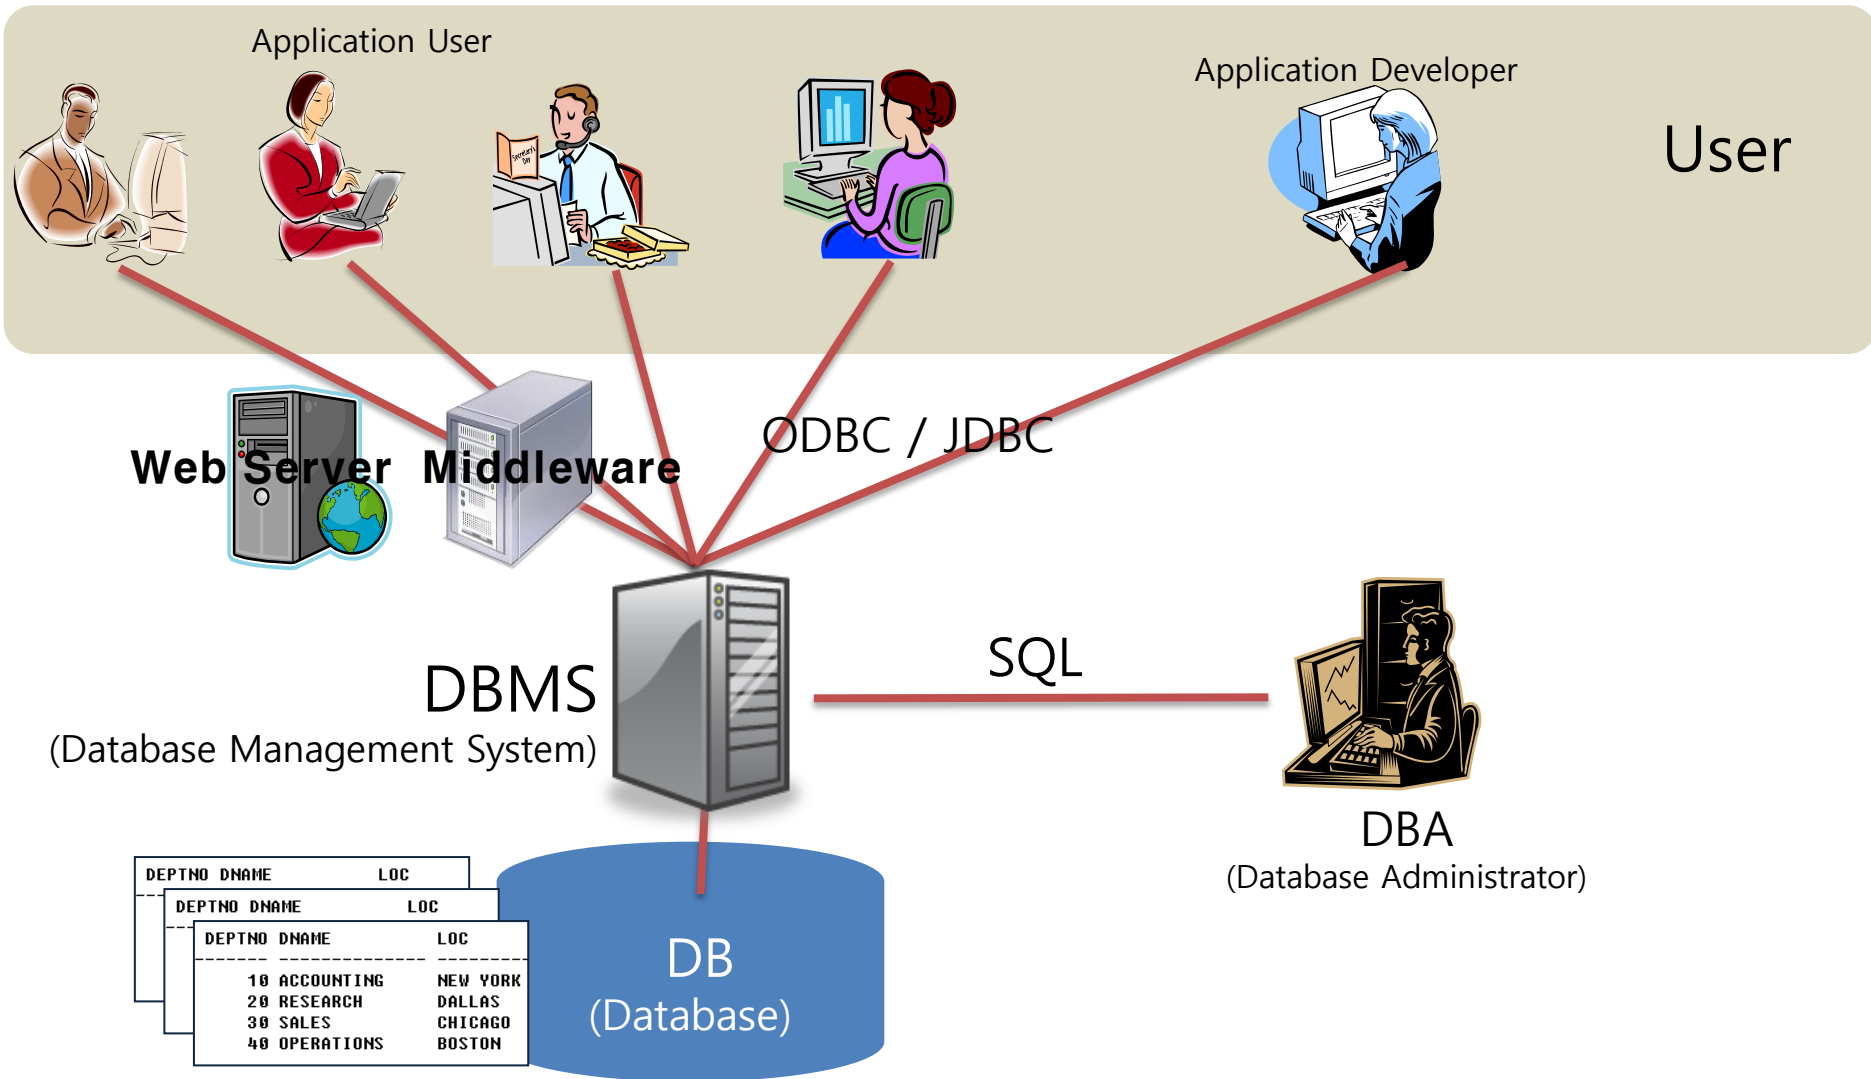 Application User
Application Developer
User
Secretary's
Day
ODBC / JDBC
Web Server
Middleware
DBMS
(Database Management System)
SQL
DBA
(Database Administrator)
DEPTNO DNAME LOC
DEPTNO DNAME LOC
DEPTNO DNAME LOC
10 ACCOUNTING NEW YORK
20 RESEARCH DALLAS
30 SALES CHICAGO
40 OPERATIONS BOSTON
DB
(Database)